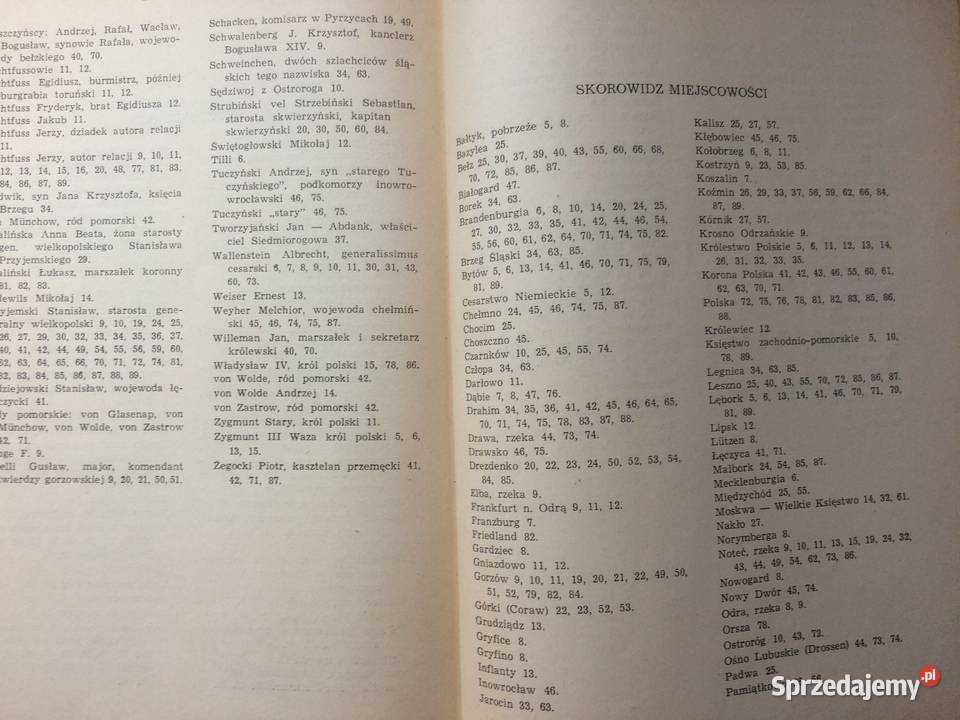 szczyńscy: Andrzej, Rafał, Wacław,
Bogusław, synowie Rafała, wojewo-
dy bełzkiego 40, 70.
chtfussowie 11, 12.
chtfuss Egidiusz, burmistrz, później
burgrabia toruński 11, 12.
chtfuss Fryderyk, brat Egidiusza 12.
chtfuss Jakub 11.
chtfuss Jerzy, dziadek autora relacji
11.
chtfuss Jerzy, autor relacji 9, 10, 11,
12, 13, 14, 15, 16, 20, 48, 77, 81, 83,
84, 86, 87, 89.
dwik, syn Jana Krzysztofa, księcia
Brzegu 34.
Münchow, ród pomorski 42.
alińska Anna Beata, żona starosty
gen. wielkopolskiego Stanisława
Przyjemskiego 29.
aliński Łukasz, marszałek koronny
81, 82, 83.
dewils Mikołaj 14.
yjemski Stanisław, starosta gene-
ralny wielkopolski 9, 10, 19, 24, 25,
26, 27, 29, 30, 32, 33, 34, 35, 36, 37,
40, 41, 42, 44, 49, 54, 55, 56, 59, 60,
62, 63, 64, 65, 66, 70, 71, 72, 74, 81,
82, 83, 84, 85, 86, 87, 88, 89.
dziejowski Stanisław, wojewoda łę-
czycki 41.
dy pomorskie: von Glasenap, von
Münchow, von Wolde, von Zastrow
42, 71.
nge F. 9.
elli Gusław, major, komendant
twierdzy gorzowskiej 9, 20, 21, 50, 51.
Schacken, komisarz w Pyrzycach 19, 49.
Schwalenberg J. Krzysztof, kanclerz
Bogusława XIV. 9.
Schweinchen, dwóch szlachciców ślą-
skich tego nazwiska 34, 63.
Sędziwoj z Ostroroga 10.
Strubiński vel Strzebiński Sebastian,
starosta skwierzyński, kapitan
skwierzyński 20, 30, 50, 60, 84.
Świętogłowski Mikołaj 12.
Tilli 6.
Tuczyński Andrzej, syn „starego Tu-
czyńskiego", podkomorzy inowro-
wrocławski 46, 75.
Tuczyński „stary" 46, 75.
Tworzyjański Jan — Abdank, właści-
ciel Siedmiorogowa 37.
Wallenstein Albrecht, generalissimus
cesarski 6, 7, 8, 9, 10, 11, 30, 31, 43,
60, 73.
Weiser Ernest 13.
Weyher Melchior, wojewoda chełmiń-
ski 45, 46, 74, 75, 87.
Willeman Jan, marszałek i sekretarz
królewski 40, 70.
Władysław IV, król polski 15, 78, 86.
von Wolde, ród pomorski 42.
von Wolde Andrzej 14.
von Zastrow, ród pomorski 42.
Zygmunt Stary, król polski 11.
Zygmunt III Waza król polski 5, 6,
13, 15.
Żegocki Piotr, kasztelan przemęcki 41,
42, 71, 87.
SKOROWIDZ MIEJSCOWOŚCI
Bałtyk, pobrzeże 5, 8.
Bazylea 25.
Bełz 25, 30, 37, 39, 40, 43, 55, 60, 66, 68,
70, 72, 85, 86, 87.
Białogard 47.
Borek 34, 63.
Brandenburgia 6, 8, 10, 14, 20, 24, 25,
27, 30, 32, 33, 35, 41, 42, 44, 46, 54,
55, 56, 60, 61, 62, 64, 70, 71, 74, 75, 82.
Brzeg Śląski 34, 63, 85.
Bytów 5, 6, 13, 14, 41, 46, 70, 71, 75, 79,
81, 89.
Cesarstwo Niemieckie 5, 12.
Chełmno 24, 45, 46, 74, 75, 87.
Chocim 25.
Choszczno 45.
Czarnków 10, 25, 45, 55, 74.
Człopa 34, 63.
Darłowo 11.
Dąbie 7, 8, 47, 76.
Drahim 34, 35, 36, 41, 42, 45, 46, 64, 65,
70, 71, 74, 75, 78, 83, 87, 88.
Drawa, rzeka 44, 73, 74.
Drawsko 46, 75.
Drezdenko 20, 22, 23, 24, 50, 52, 53, 54,
84, 85.
Elba, rzeka 9.
Frankfurt n. Odrą 9, 11, 12.
Franzburg 7.
Friedland 82.
Gardziec 8.
Gniazdowo 11, 12.
Gorzów 9, 10, 11, 19, 20, 21, 22, 49, 50,
51, 52, 79, 82, 84.
Górki (Coraw) 22, 23, 52, 53.
Grudziądz 13.
Gryfice 8.
Gryfino 8.
Inflanty 13.
Inowrocław 46.
Jarocin 33, 63.
Kalisz 25, 27, 57.
Kłębowiec 45, 46, 75.
Kołobrzeg 6, 8, 11.
Kostrzyń 9, 23, 53, 85.
Koszalin 7.
Koźmin 26, 29, 33, 37, 56, 59, 62, 66, 84,
87, 89.
Kórnik 27, 57.
Krosno Odrzańskie 9.
Królestwo Polskie 5, 6, 11, 12, 13, 14,
26, 31, 32, 33, 35.
Korona Polska 41, 42, 43, 46, 55, 60, 61,
62, 63, 70, 71.
Polska 72, 75, 76, 78, 81, 82, 83, 85, 86,
88.
Królewiec 12.
Księstwo zachodnio-pomorskie 5, 10,
78, 89.
Legnica 34, 63, 85.
Leszno 25, 40, 43, 55, 70, 72, 85, 86, 87.
Lębork 5, 6, 13, 14, 41, 46, 70, 71, 79,
81, 89.
Lipsk 12.
Lützen 8.
Łęczyca 41, 71.
Malbork 24, 54, 85, 87.
Mecklenburgia 6.
Międzychód 25, 55.
Moskwa — Wielkie Księstwo 14, 32, 61.
Nakło 27.
Norymberga 8.
Noteć, rzeka 9, 10, 11, 13, 15, 19, 24, 32,
43, 44, 49, 54, 62, 73, 86.
Nowogard 8.
Nowy Dwór 45, 74.
Odra, rzeka 8, 9.
Orsza 78.
Ostroróg 10, 43, 72.
Ośno Lubuskie (Drossen) 44, 73, 74.
Padwa 25.
Sprzedajemy.pl